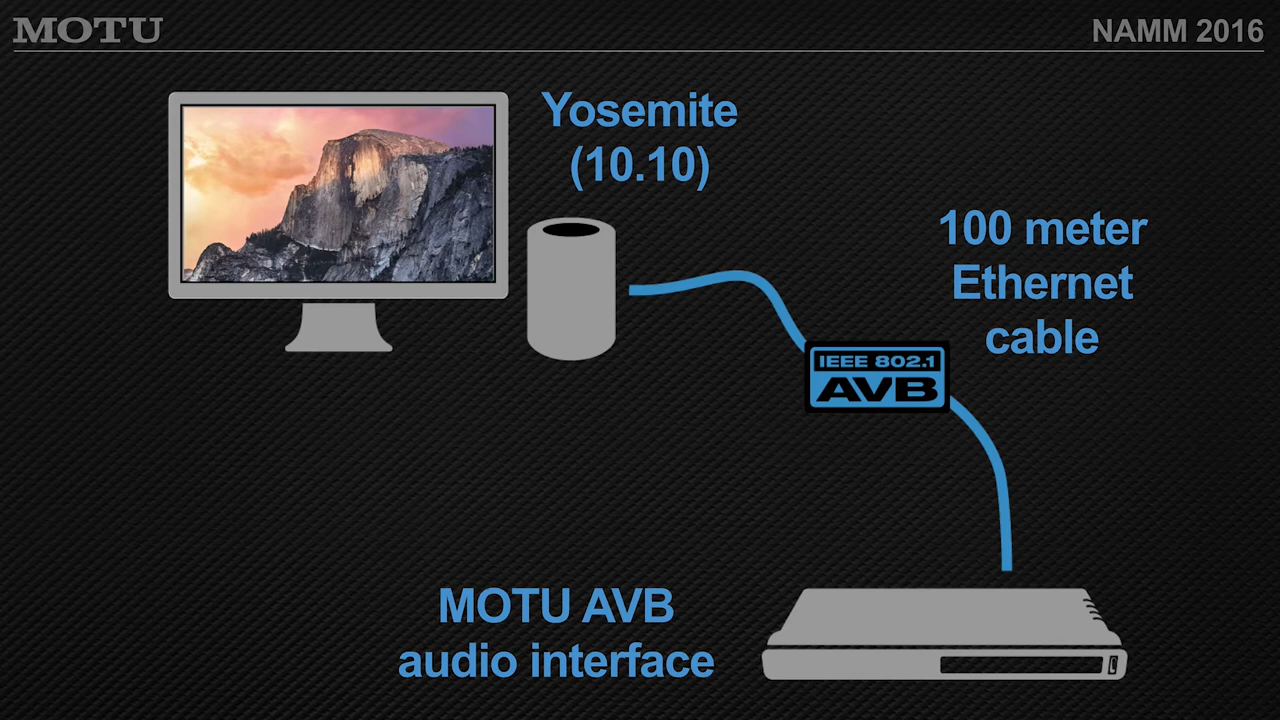 MOTU
NAMM 2016
Yosemite
(10.10)
100 meter
Ethernet
cable
IEEE 802.1
AVB
MOTU AVB
audio interface